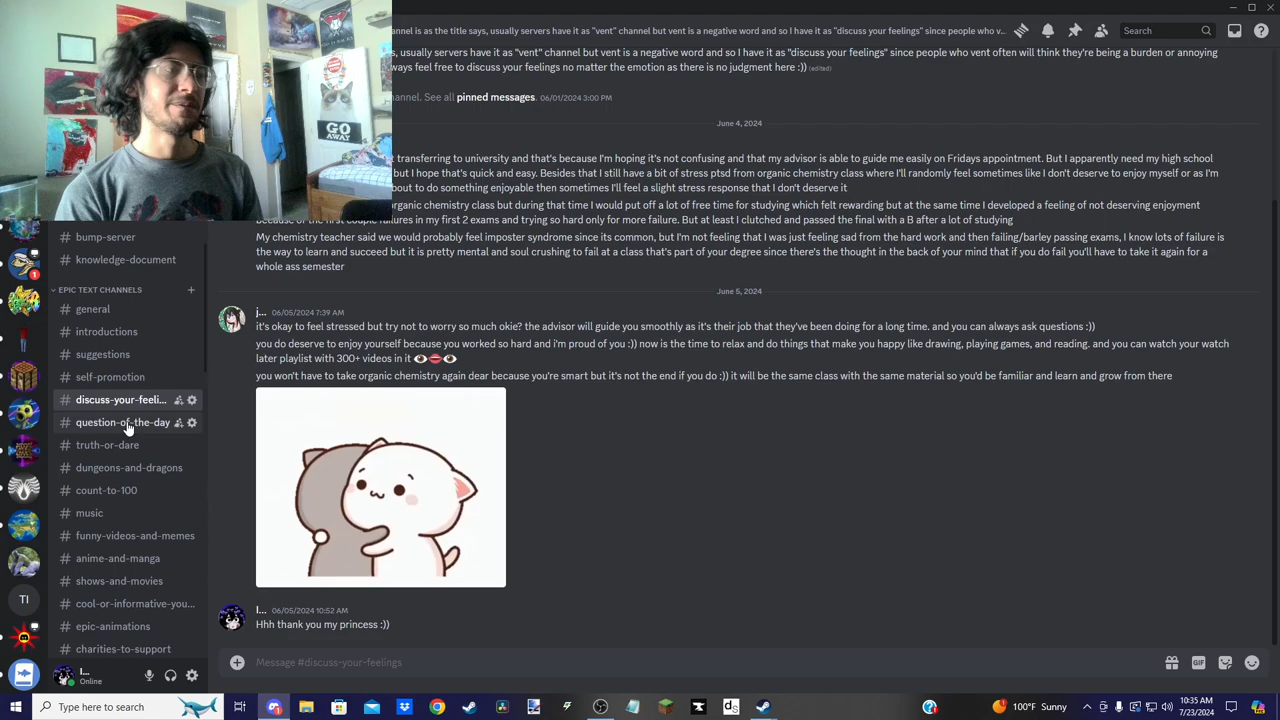 channel is as the title says, usually servers have it as "vent" channel but vent is a negative word and so I have it as "discuss your feelings" since people who v...
Search
s, usually servers have it as "vent" channel but vent is a negative word and so I have it as "discuss your feelings" since people who vent often will think they're being a burden or annoying
ways feel free to discuss your feelings no matter the emotion as there is no judgment here :)) (edited)
annel. See all pinned messages. 06/01/2024 3:00 PM
GO
AWAY
June 4, 2024
t transferring to university and that's because I'm hoping it's not confusing and that my advisor is able to guide me easily on Fridays appointment. But I apparently need my high school
but I hope that's quick and easy. Besides that I still have a bit of stress ptsd from organic chemistry class where I'll randomly feel sometimes like I don't deserve to enjoy myself or as I'm
bout to do something enjoyable then sometimes I'll feel a slight stress response that I don't deserve it
organic chemistry class but during that time I would put off a lot of free time for studying which felt rewarding but at the same time I developed a feeling of not deserving enjoyment
because of the first couple failures in my first 2 exams and trying so hard only for more failure. But at least I clutched and passed the final with a B after a lot of studying
My chemistry teacher said we would probably feel imposter syndrome since its common, but I'm not feeling that I was just feeling sad from the hard work and then failing/barley passing exams, I know lots of failure is
the way to learn and succeed but it is pretty mental and soul crushing to fail at a class that's part of your degree since there's the thought in the back of your mind that if you do fail you'll have to take it again for a
whole ass semester
June 5, 2024
j... 06/05/2024 7:39 AM
it's okay to feel stressed but try not to worry so much okie? the advisor will guide you smoothly as it's their job that they've been doing for a long time. and you can always ask questions :))
you do deserve to enjoy yourself because you worked so hard and i'm proud of you :)) now is the time to relax and do things that make you happy like drawing, playing games, and reading. and you can watch your watch
later playlist with 300+ videos in it 👁️👄👁️
you won't have to take organic chemistry again dear because you're smart but it's not the end if you do :)) it will be the same class with the same material so you'd be familiar and learn and grow from there
l... 06/05/2024 10:52 AM
Hhh thank you my princess :))
Message #discuss-your-feelings
GIF
bump-server
knowledge-document
EPIC TEXT CHANNELS
general
introductions
suggestions
self-promotion
discuss-your-feeli...
question-of-the-day
truth-or-dare
dungeons-and-dragons
count-to-100
music
funny-videos-and-memes
anime-and-manga
shows-and-movies
cool-or-informative-you...
epic-animations
charities-to-support
1
TI
l...
Online
Type here to search
ds
100°F Sunny
10:35 AM
7/23/2024